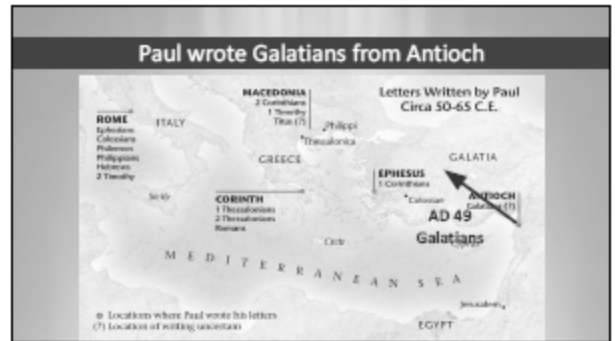 Paul wrote Galatians from Antioch
Letters Written by Paul
Circa 50-65 C.E.
MACEDONIA
2 Corinthians
1 Timothy
Titus (?)
Philippi
Thessalonica
ROME
Ephesians
Colossians
Philemon
Philippians
Hebrews
2 Timothy
ITALY
GREECE
GALATIA
EPHESUS
1 Corinthians
Colossae
ANTIOCH
Galatians (?)
AD 49
Galatians
Sicily
CORINTH
1 Thessalonians
2 Thessalonians
Romans
Crete
Cyprus
MEDITERRANEAN SEA
Jerusalem
EGYPT
Locations where Paul wrote his letters
(?) Location of writing uncertain